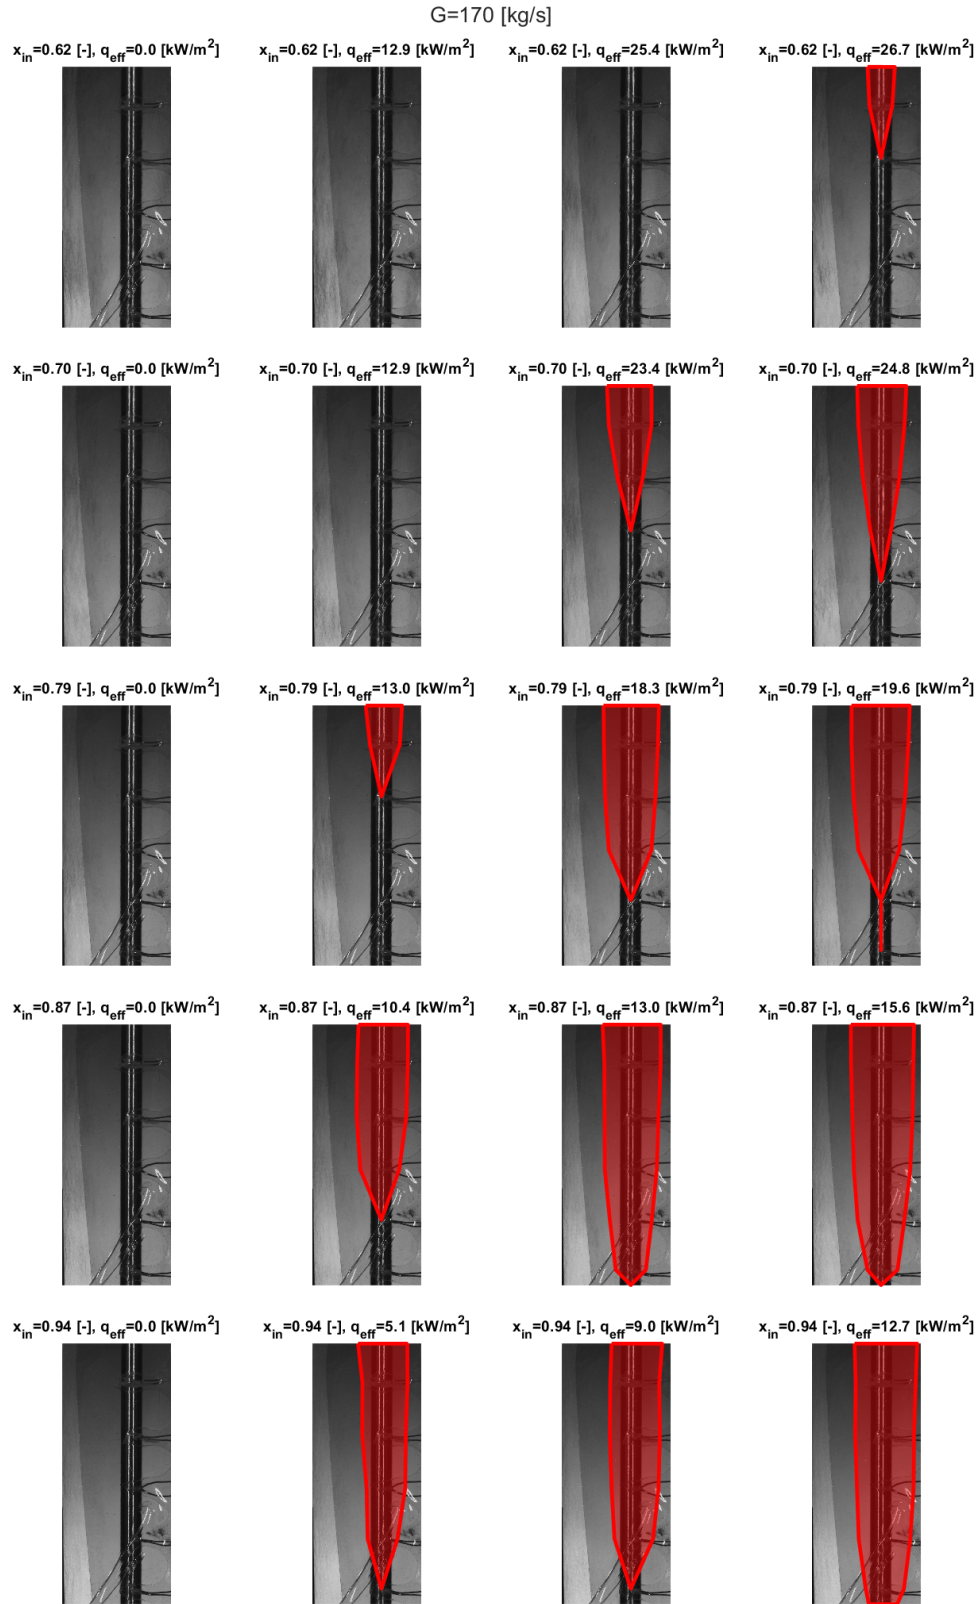 G=170 [kg/s]
x_in=0.62 [-], q_eff=0.0 [kW/m²]
x_in=0.62 [-], q_eff=12.9 [kW/m²]
x_in=0.62 [-], q_eff=25.4 [kW/m²]
x_in=0.62 [-], q_eff=26.7 [kW/m²]
x_in=0.70 [-], q_eff=0.0 [kW/m²]
x_in=0.70 [-], q_eff=12.9 [kW/m²]
x_in=0.70 [-], q_eff=23.4 [kW/m²]
x_in=0.70 [-], q_eff=24.8 [kW/m²]
x_in=0.79 [-], q_eff=0.0 [kW/m²]
x_in=0.79 [-], q_eff=13.0 [kW/m²]
x_in=0.79 [-], q_eff=18.3 [kW/m²]
x_in=0.79 [-], q_eff=19.6 [kW/m²]
x_in=0.87 [-], q_eff=0.0 [kW/m²]
x_in=0.87 [-], q_eff=10.4 [kW/m²]
x_in=0.87 [-], q_eff=13.0 [kW/m²]
x_in=0.87 [-], q_eff=15.6 [kW/m²]
x_in=0.94 [-], q_eff=0.0 [kW/m²]
x_in=0.94 [-], q_eff=5.1 [kW/m²]
x_in=0.94 [-], q_eff=9.0 [kW/m²]
x_in=0.94 [-], q_eff=12.7 [kW/m²]